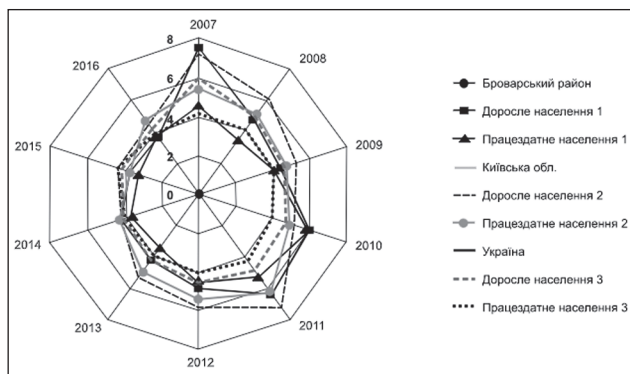 2007
8
2016
2008
6
4
2015
2009
2
0
2014
2010
2013
2011
2012
Броварський район
Доросле населення 1
Працездатне населення 1
Київська обл.
Доросле населення 2
Працездатне населення 2
Україна
Доросле населення 3
Працездатне населення 3